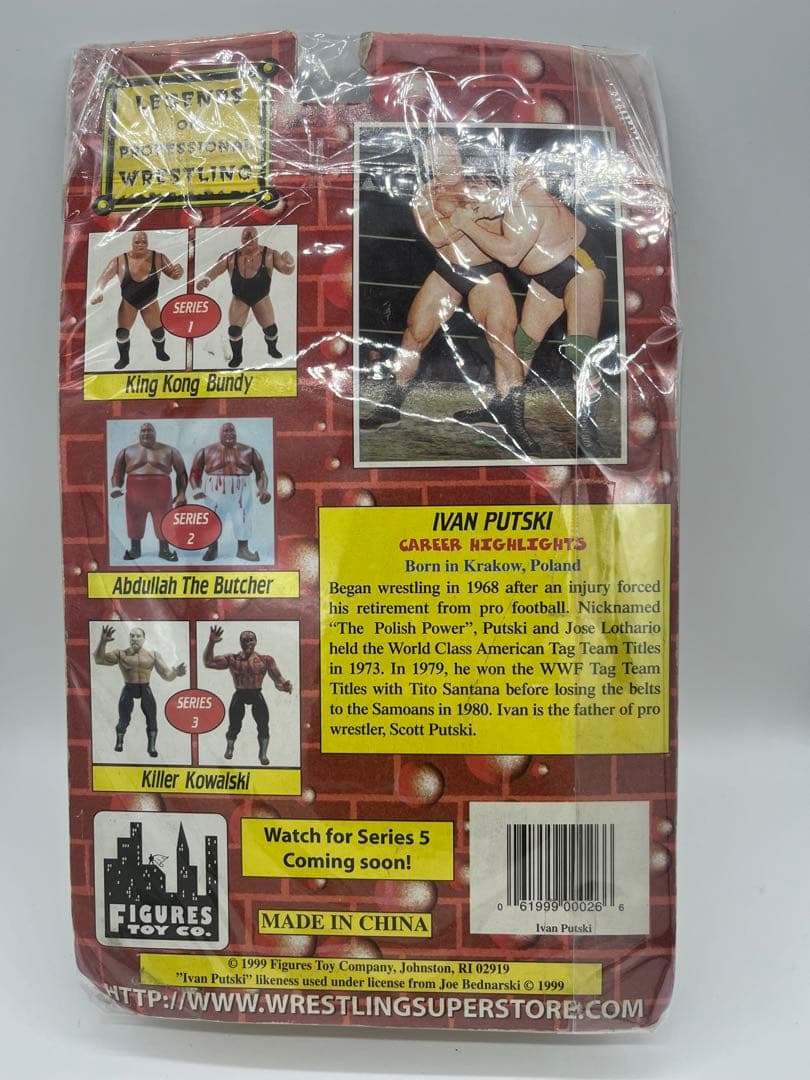 LEGENDS
OF
PROFESSIONAL
WRESTLING
SERIES
1
King Kong Bundy
SERIES
2
Abdullah The Butcher
SERIES
3
Killer Kowalski
IVAN PUTSKI
CAREER HIGHLIGHTS
Born in Krakow, Poland
Began wrestling in 1968 after an injury forced
his retirement from pro football. Nicknamed
"The Polish Power", Putski and Jose Lothario
held the World Class American Tag Team Titles
in 1973. In 1979, he won the WWF Tag Team
Titles with Tito Santana before losing the belts
to the Samoans in 1980. Ivan is the father of pro
wrestler, Scott Putski.
FIGURES
TOY CO.
Watch for Series 5
Coming soon!
MADE IN CHINA
0 61999 00026 6
Ivan Putski
© 1999 Figures Toy Company, Johnston, RI 02919
"Ivan Putski" likeness used under license from Joe Bednarski © 1999
HTTP://WWW.WRESTLINGSUPERSTORE.COM